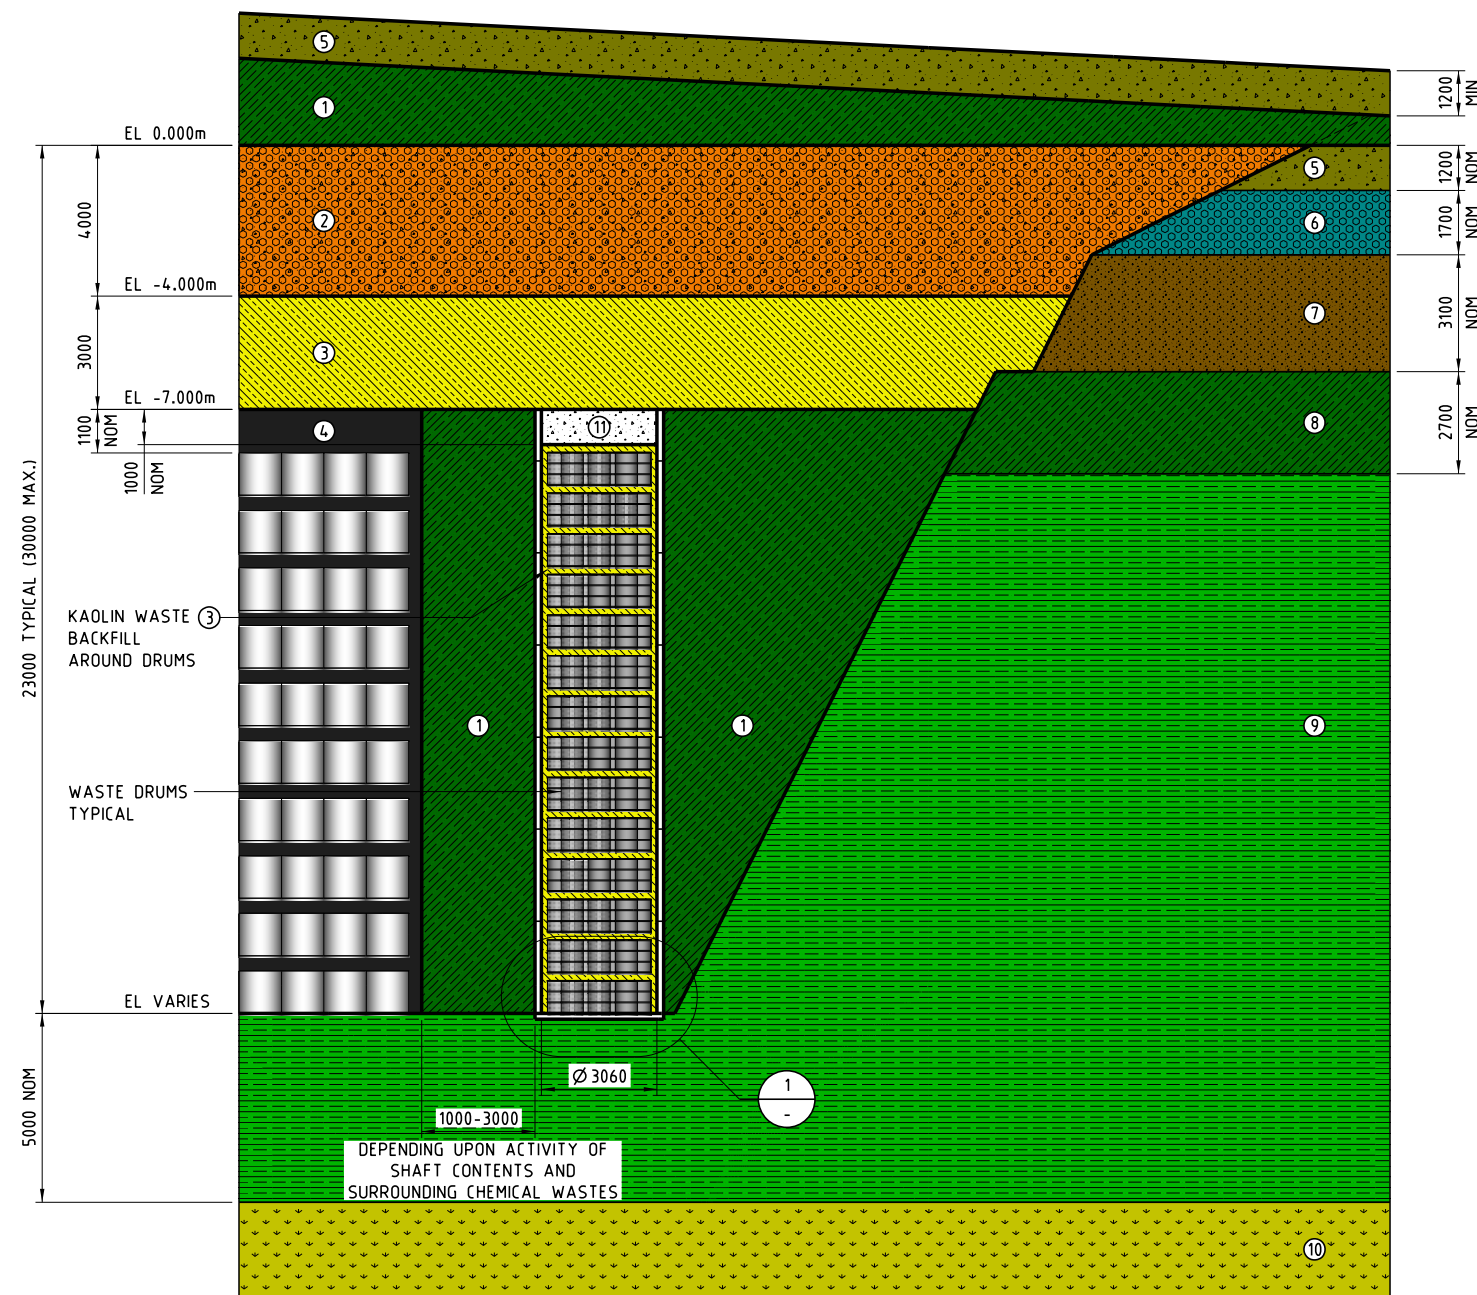 5
1
EL 0.000m
1200
MIN
5
1200
NOM
4000
2
6
1700
NOM
EL -4.000m
7
3100
NOM
3000
3
EL -7.000m
1100
NOM
4
11
8
2700
NOM
1000
NOM
23000 TYPICAL (30000 MAX.)
KAOLIN WASTE 3
BACKFILL
AROUND DRUMS
1
1
9
WASTE DRUMS
TYPICAL
EL VARIES
5000 NOM
Ø3060
1
-
1000-3000
DEPENDING UPON ACTIVITY OF
SHAFT CONTENTS AND
SURROUNDING CHEMICAL WASTES
10